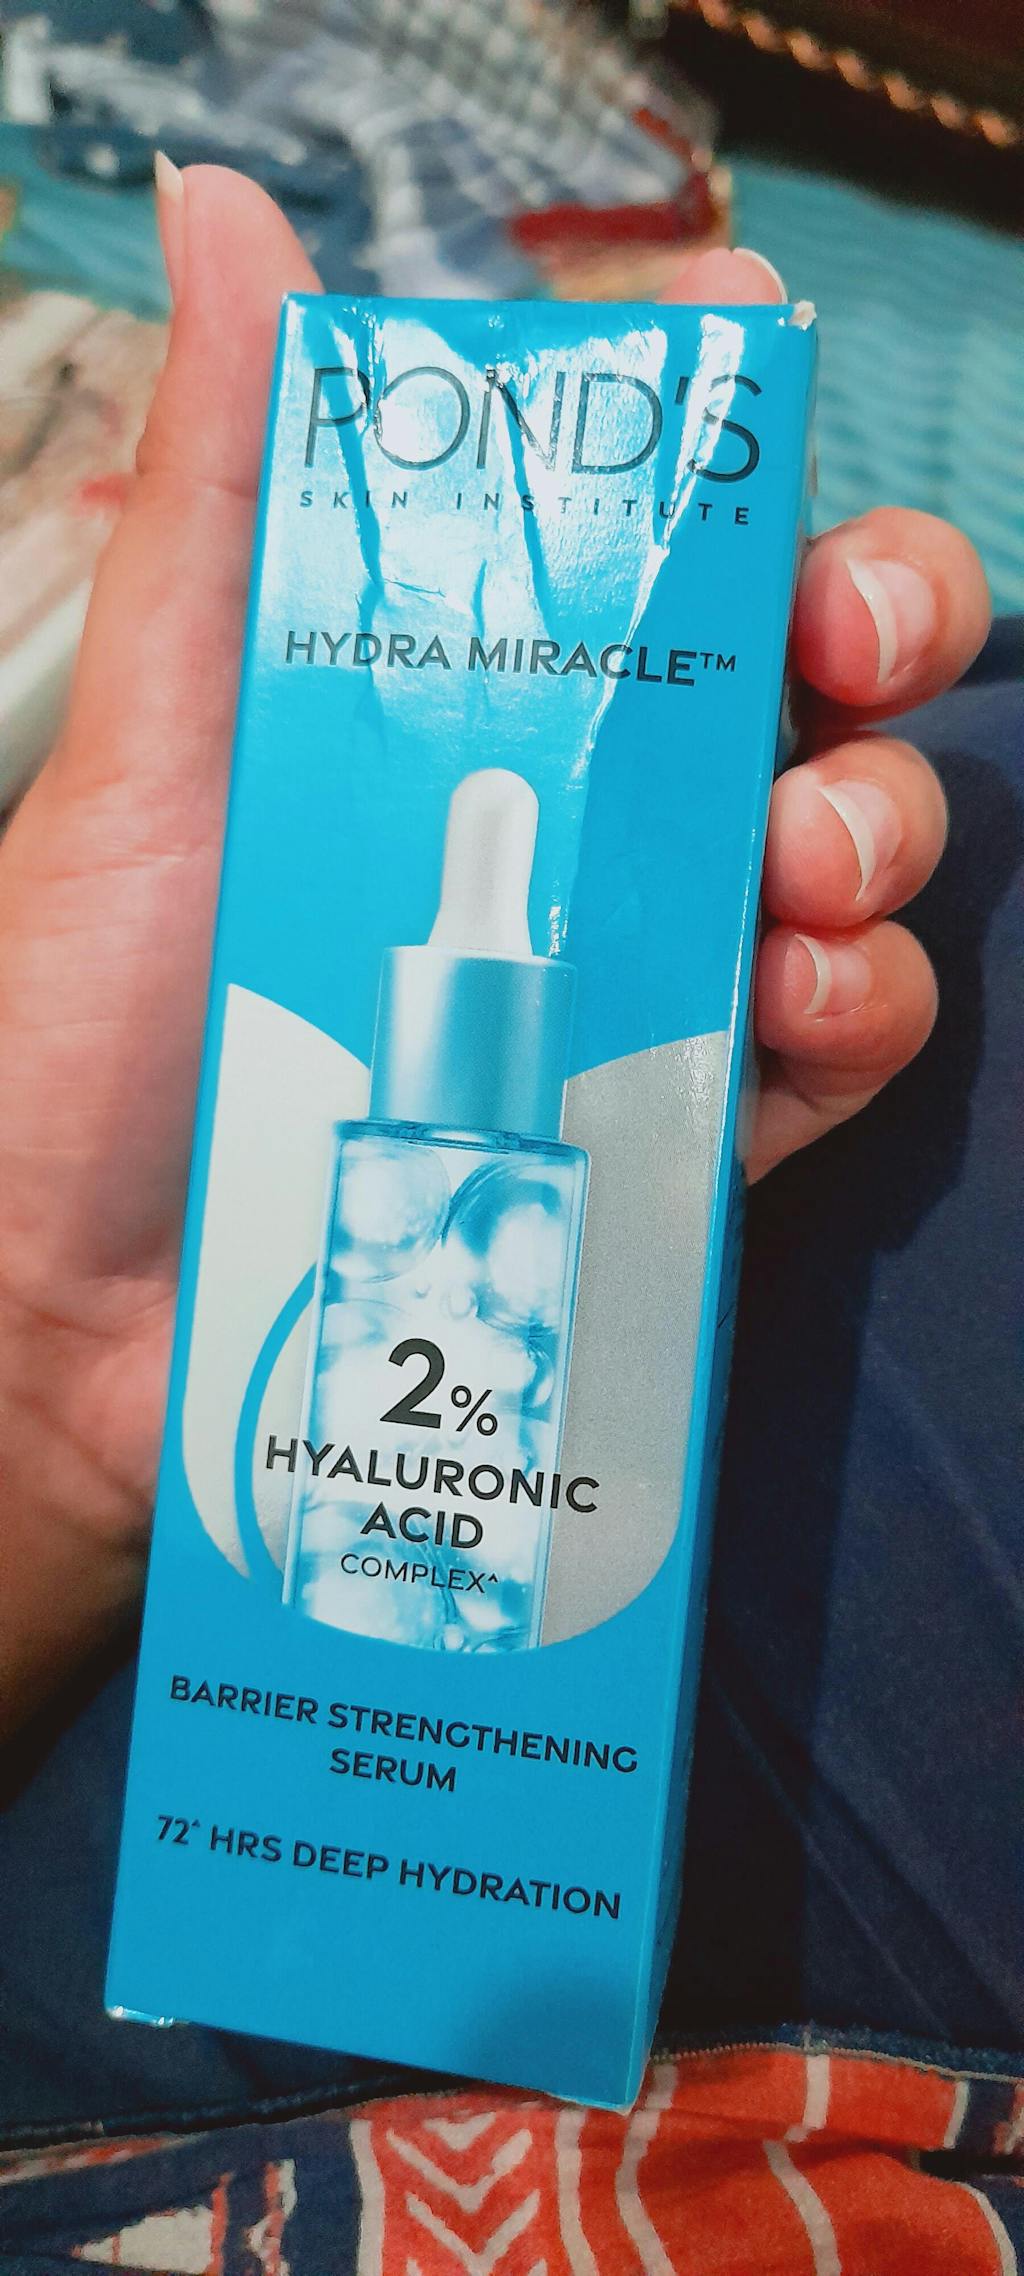 POND'S
SKIN INSTITUTE
HYDRA MIRACLE™
2%
HYALURONIC
ACID
COMPLEX^
BARRIER STRENGTHENING
SERUM
72^ HRS DEEP HYDRATION